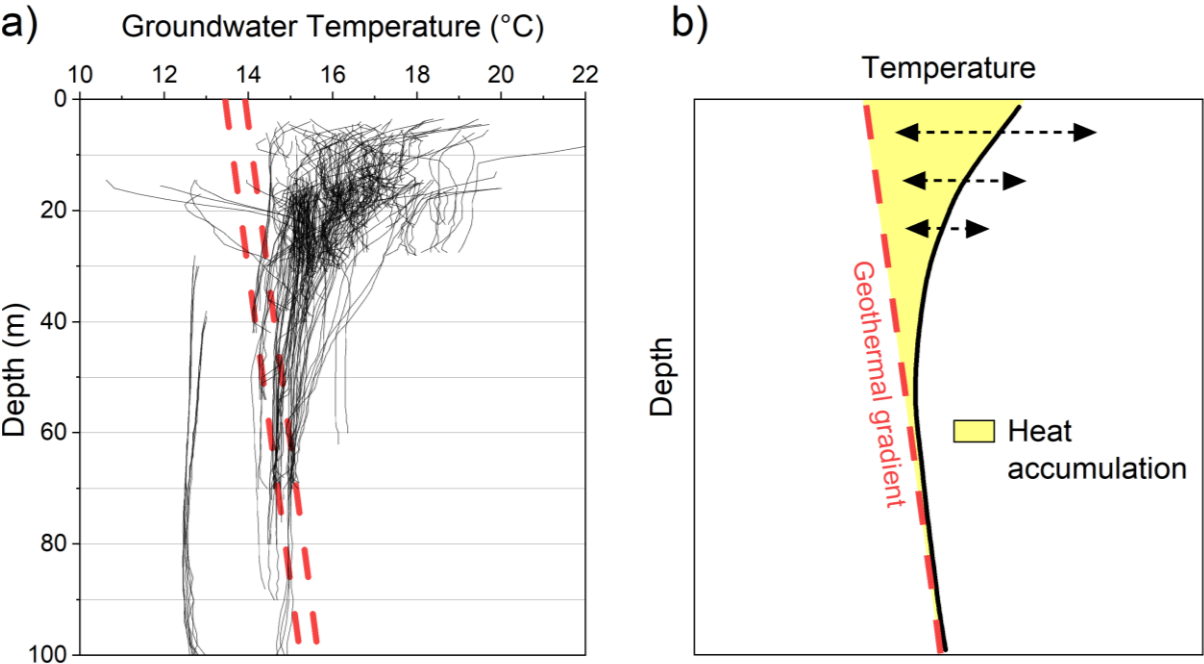 a)
Groundwater Temperature (°C)
10 12 14 16 18 20 22
0
20
40
60
80
100
Depth (m)
b)
Temperature
Depth
Geothermal gradient
Heat
accumulation